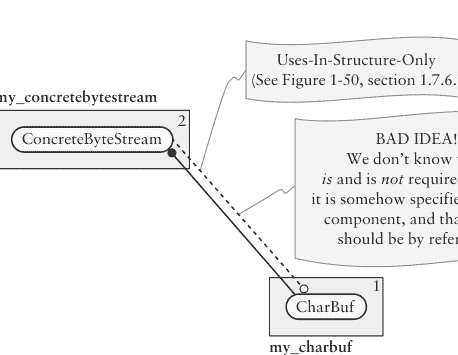 Uses-In-Structure-Only
(See Figure 1-50, section 1.7.6.
my_concretebytestream
2
ConcreteByteStream
BAD IDEA!
We don't know
is and is not require
it is somehow specifie
component, and tha
should be by refer
1
CharBuf
my_charbuf